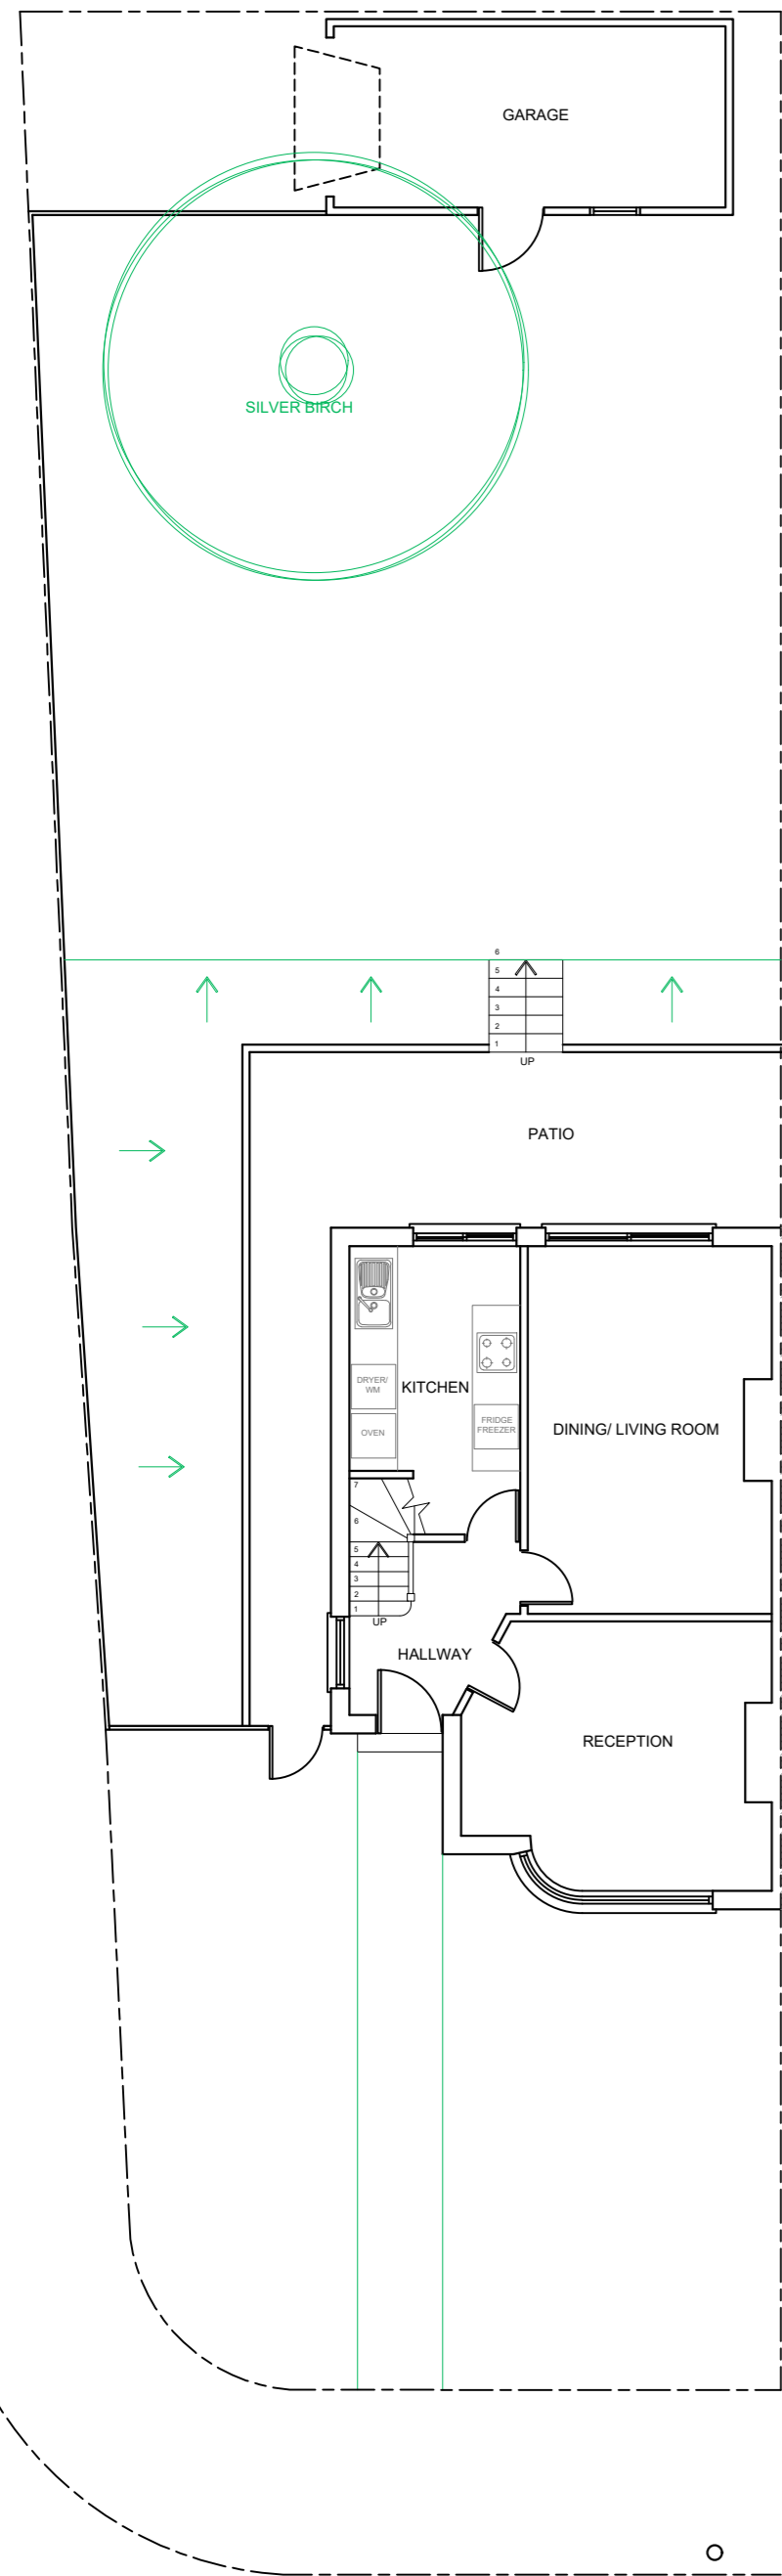 GARAGE
SILVER BIRCH
6
5
4
3
2
1
UP
PATIO
DRYER/
WM
KITCHEN
OVEN
FRIDGE
FREEZER
DINING/ LIVING ROOM
7
6
5
4
3
2
1
UP
HALLWAY
RECEPTION